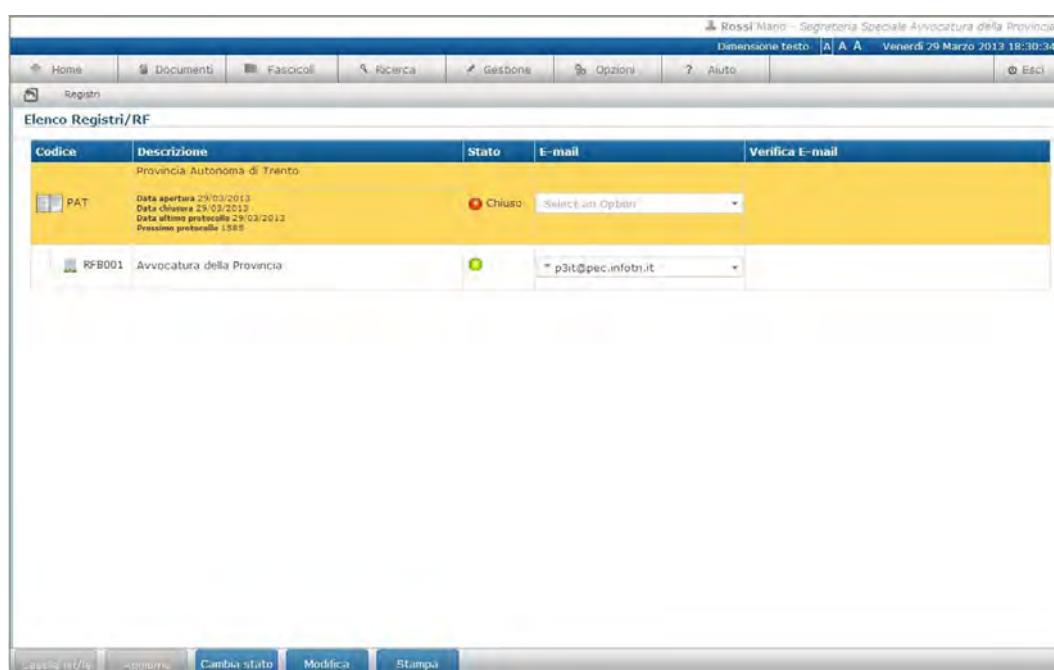 Rossi Mario - Segreteria Speciale Avvocatura della Provincia
Dimensione testo A A A Venerdì 29 Marzo 2013 18:30:34
Home Documenti Fascicoli Ricerca Gestione Opzioni ? Aiuto Esci
Registri
Elenco Registri/RF
Codice Descrizione Stato E-mail Verifica E-mail
Provincia Autonoma di Trento
PAT Chiuso Select an Option
Data apertura 29/03/2013
Data chiusura 29/03/2013
Data ultimo protocollo 29/03/2013
Prossimo protocollo 1585
RFB001 Avvocatura della Provincia * p3it@pec.infotn.it
Aggiorna Cambia stato Modifica Stampa